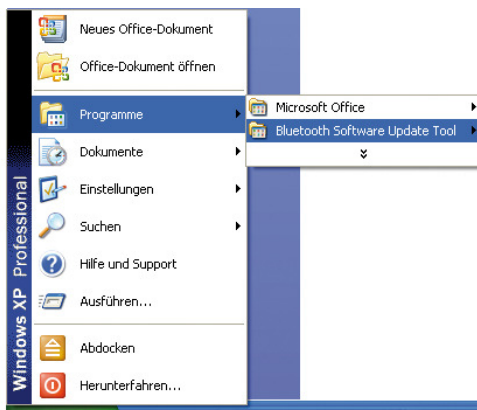 Neues Office-Dokument
Office-Dokument öffnen
Programme
Dokumente
Einstellungen
Suchen
Hilfe und Support
Ausführen...
Abdocken
Herunterfahren...
Microsoft Office
Bluetooth Software Update Tool
Windows XP Professional